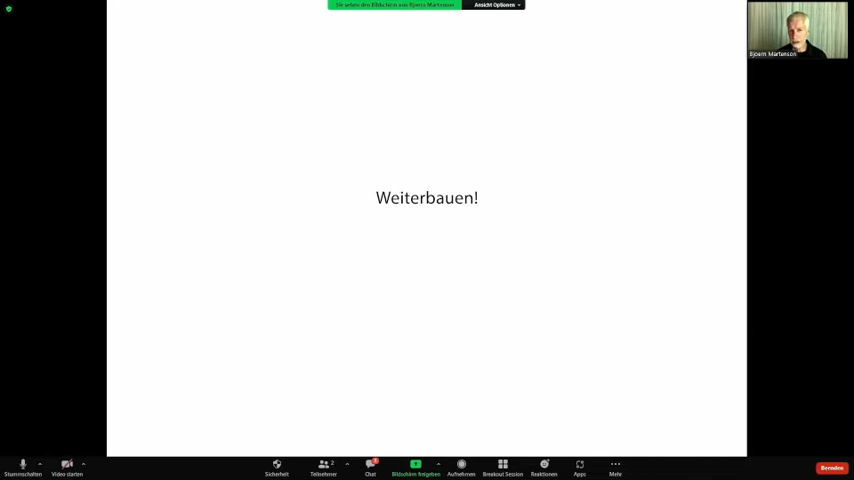 Sie sehen den Bildschirm von Bjoern Martenson
Ansicht Optionen
Bjoern Martenson
Weiterbauen!
Stummschalten
Video starten
Sicherheit
Teilnehmer
2
Chat
Bildschirm freigeben
Aufnehmen
Breakout Session
Reaktionen
Apps
Mehr
Beenden